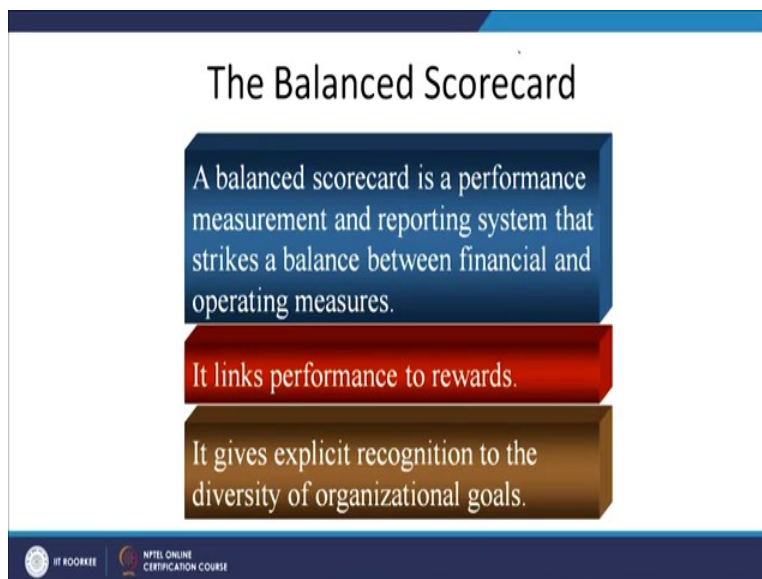 The Balanced Scorecard
A balanced scorecard is a performance
measurement and reporting system that
strikes a balance between financial and
operating measures.
It links performance to rewards.
It gives explicit recognition to the
diversity of organizational goals.
IIT ROORKEE
NPTEL ONLINE
CERTIFICATION COURSE